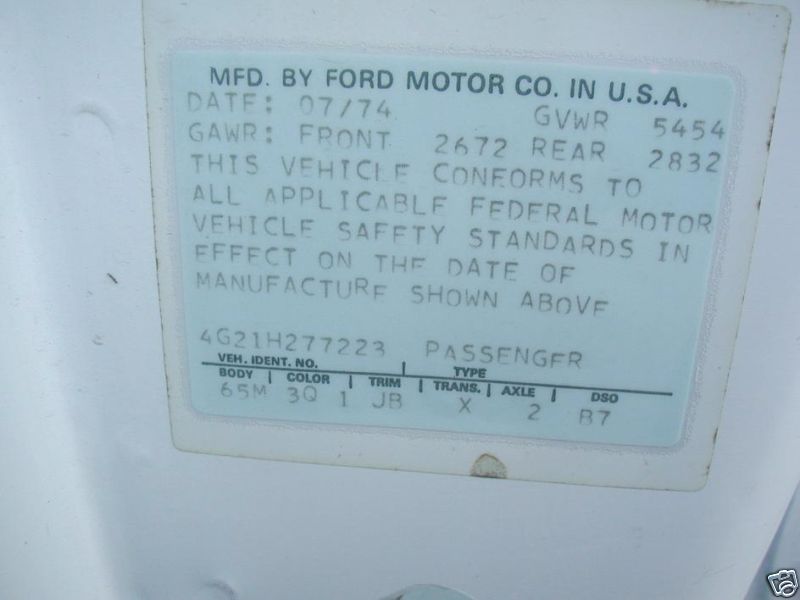 MFD. BY FORD MOTOR CO. IN U.S.A.
DATE: 07/74 GVWR 5454
GAWR: FRONT 2672 REAR 2832
THIS VEHICLE CONFORMS TO
ALL APPLICABLE FEDERAL MOTOR
VEHICLE SAFETY STANDARDS IN
EFFECT ON THE DATE OF
MANUFACTURE SHOWN ABOVE
4G21H277223 PASSENGER
VEH. IDENT. NO. TYPE
BODY COLOR TRIM TRANS. AXLE DSO
65M 3Q 1 JB X 2 B7